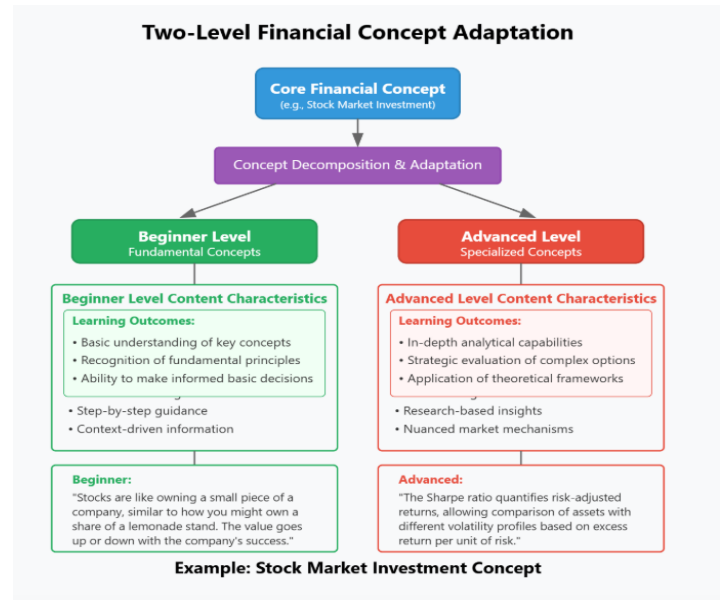 Two-Level Financial Concept Adaptation
Core Financial Concept
(e.g., Stock Market Investment)
Concept Decomposition & Adaptation
Beginner Level
Fundamental Concepts
Beginner Level Content Characteristics
Learning Outcomes:
• Basic understanding of key concepts
• Recognition of fundamental principles
• Ability to make informed basic decisions
• Step-by-step guidance
• Context-driven information
Beginner:
"Stocks are like owning a small piece of a
company, similar to how you might own a
share of a lemonade stand. The value goes
up or down with the company's success."
Advanced Level
Specialized Concepts
Advanced Level Content Characteristics
Learning Outcomes:
• In-depth analytical capabilities
• Strategic evaluation of complex options
• Application of theoretical frameworks
• Research-based insights
• Nuanced market mechanisms
Advanced:
"The Sharpe ratio quantifies risk-adjusted
returns, allowing comparison of assets with
different volatility profiles based on excess
return per unit of risk."
Example: Stock Market Investment Concept